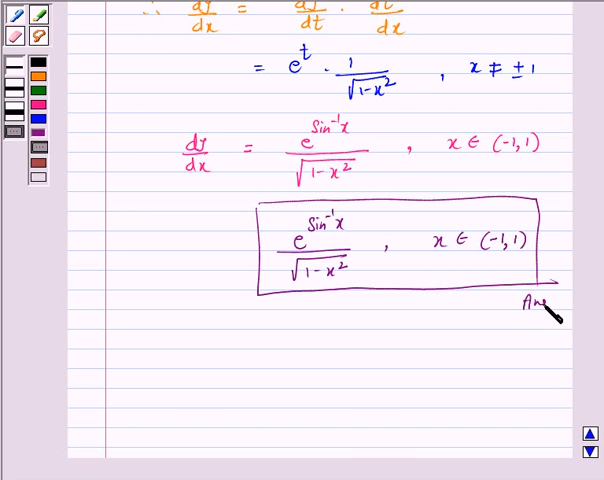 ∴ dy/dx = dy/dt · dt/dx
= e^t · 1/√(1-x²) , x ≠ ±1
dy/dx = e^(Sin⁻¹x)/√(1-x²) , x ∈ (-1,1)
e^(Sin⁻¹x)/√(1-x²) , x ∈ (-1,1)
Ans